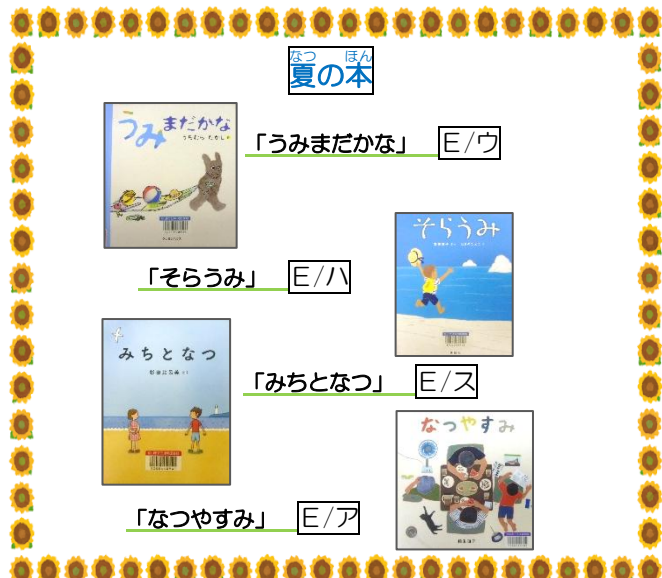 なつ ほん
夏の本
うみまだかな
「うみまだかな」 E/ウ
そらうみ
「そらうみ」 E/ハ
みちとなつ
「みちとなつ」 E/ス
なつやすみ
「なつやすみ」 E/ア